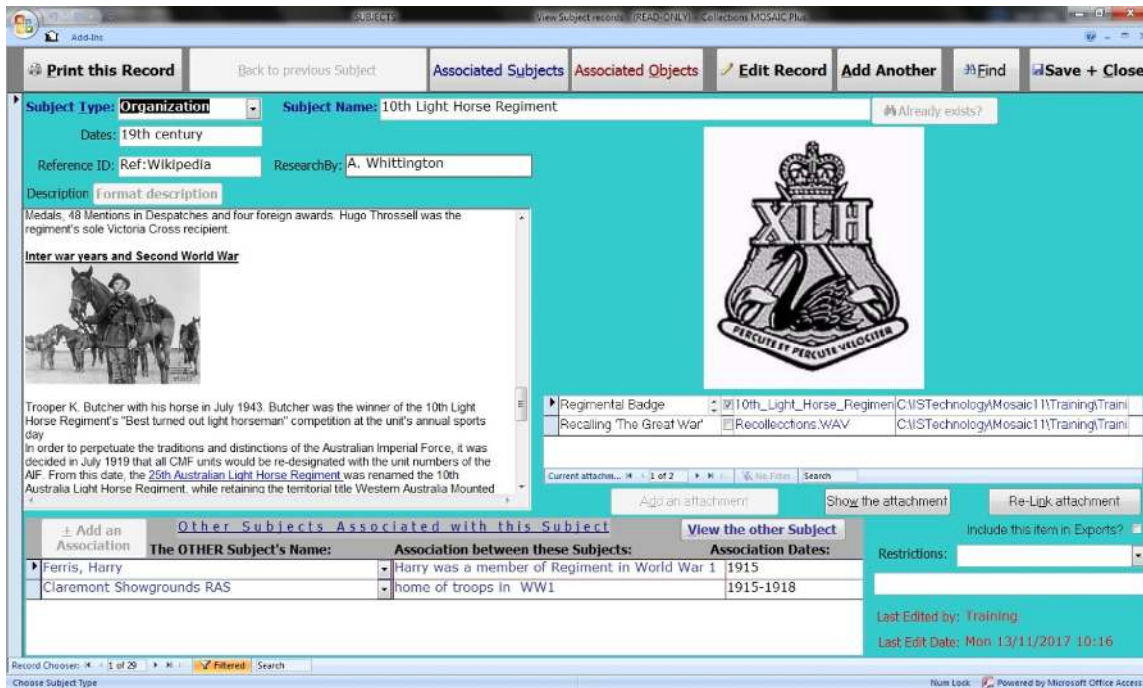 SUBJECTS
View Subject records (READ-ONLY) - Collections MOSAIC Plus
Add-Ins
Print this Record
Back to previous Subject
Associated Subjects
Associated Objects
Edit Record
Add Another
Find
Save + Close
Subject Type: Organization
Subject Name: 10th Light Horse Regiment
Already exists?
Dates: 19th century
Reference ID: Ref:Wikipedia
ResearchBy: A. Whittington
Description
Format description
Medals, 48 Mentions in Despatches and four foreign awards. Hugo Throssell was the
regiment's sole Victoria Cross recipient.
Inter war years and Second World War
Trooper K. Butcher with his horse in July 1943. Butcher was the winner of the 10th Light
Horse Regiment's "Best turned out light horseman" competition at the unit's annual sports
day
In order to perpetuate the traditions and distinctions of the Australian Imperial Force, it was
decided in July 1919 that all CMF units would be re-designated with the unit numbers of the
AIF. From this date, the 25th Australian Light Horse Regiment was renamed the 10th
Australia Light Horse Regiment, while retaining the territorial title Western Australia Mounted
XLH
PERCUTE ET PERCUTE VELOCITER
Regimental Badge
10th_Light_Horse_Regimen
C:\ISTechnology\Mosaic11\Training\Traini
Recalling 'The Great War'
Recollecctions.WAV
C:\ISTechnology\Mosaic11\Training\Traini
Current attachm...
1 of 2
No Filter
Search
Add an attachment
Show the attachment
Re-Link attachment
+ Add an
Association
Other Subjects Associated with this Subject
View the other Subject
The OTHER Subject's Name:
Association between these Subjects:
Association Dates:
Ferris, Harry
Harry was a member of Regiment in World War 1
1915
Claremont Showgrounds RAS
home of troops in WW1
1915-1918
Include this item in Exports?
Restrictions:
Last Edited by: Training
Last Edit Date: Mon 13/11/2017 10:16
Record Chooser:
1 of 29
Filtered
Search
Choose Subject Type
Num Lock
Powered by Microsoft Office Access